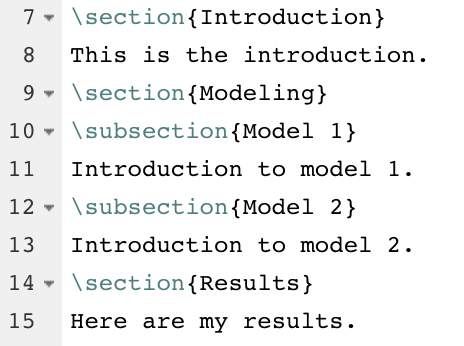 7 \section{Introduction}
8 This is the introduction.
9 \section{Modeling}
10 \subsection{Model 1}
11 Introduction to model 1.
12 \subsection{Model 2}
13 Introduction to model 2.
14 \section{Results}
15 Here are my results.